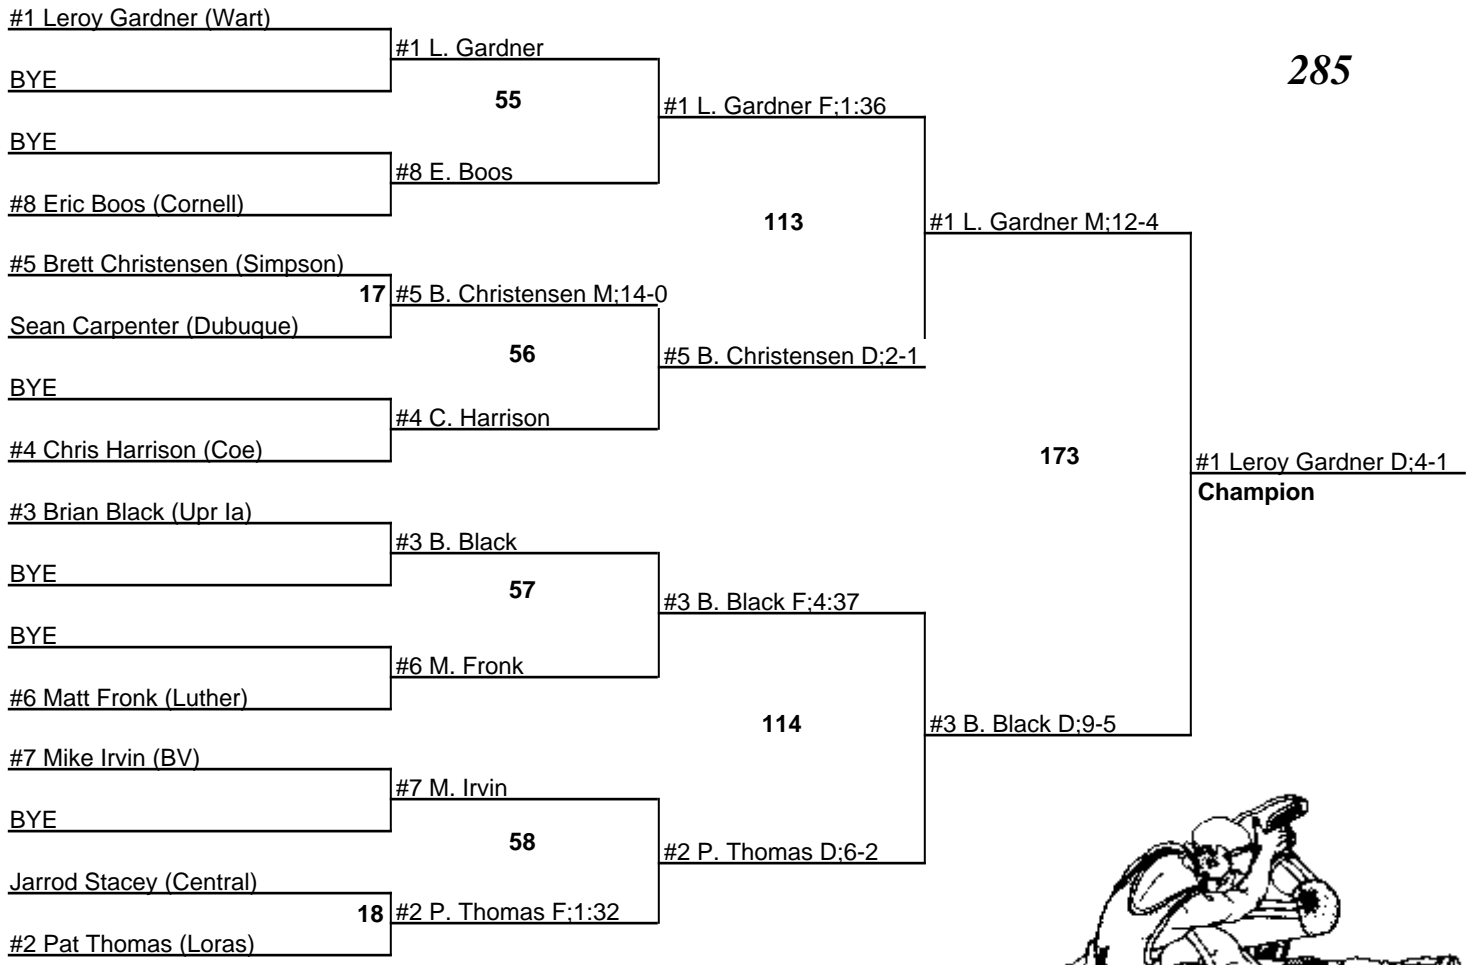 #1 Leroy Gardner (Wart)
BYE
BYE
#8 Eric Boos (Cornell)
#5 Brett Christensen (Simpson)
17
Sean Carpenter (Dubuque)
BYE
#4 Chris Harrison (Coe)
#3 Brian Black (Upr Ia)
BYE
BYE
#6 Matt Fronk (Luther)
#7 Mike Irvin (BV)
BYE
Jarrod Stacey (Central)
18
#2 Pat Thomas (Loras)
#1 L. Gardner
55
#8 E. Boos
#5 B. Christensen M;14-0
56
#4 C. Harrison
#3 B. Black
57
#6 M. Fronk
#7 M. Irvin
58
#2 P. Thomas F;1:32
#1 L. Gardner F;1:36
113
#5 B. Christensen D;2-1
#3 B. Black F;4:37
114
#2 P. Thomas D;6-2
#1 L. Gardner M;12-4
173
#3 B. Black D;9-5
285
#1 Leroy Gardner D;4-1
Champion